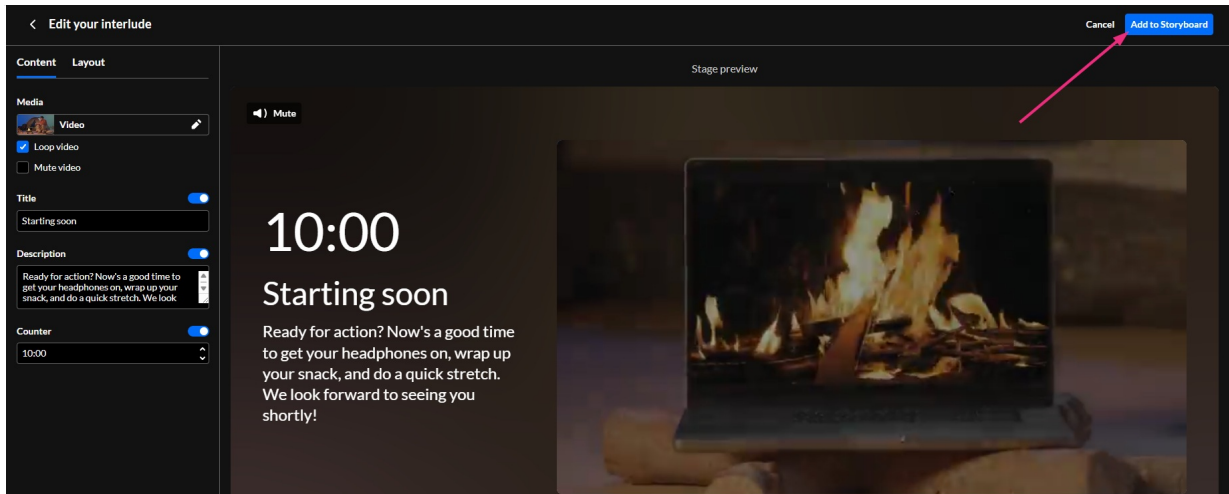 Edit your interlude
Cancel
Add to Storyboard
Content
Layout
Stage preview
Media
Video
Loop video
Mute video
Title
Starting soon
Description
Ready for action? Now's a good time to
get your headphones on, wrap up your
snack, and do a quick stretch. We look
Counter
10:00
Mute
10:00
Starting soon
Ready for action? Now's a good time
to get your headphones on, wrap up
your snack, and do a quick stretch.
We look forward to seeing you
shortly!